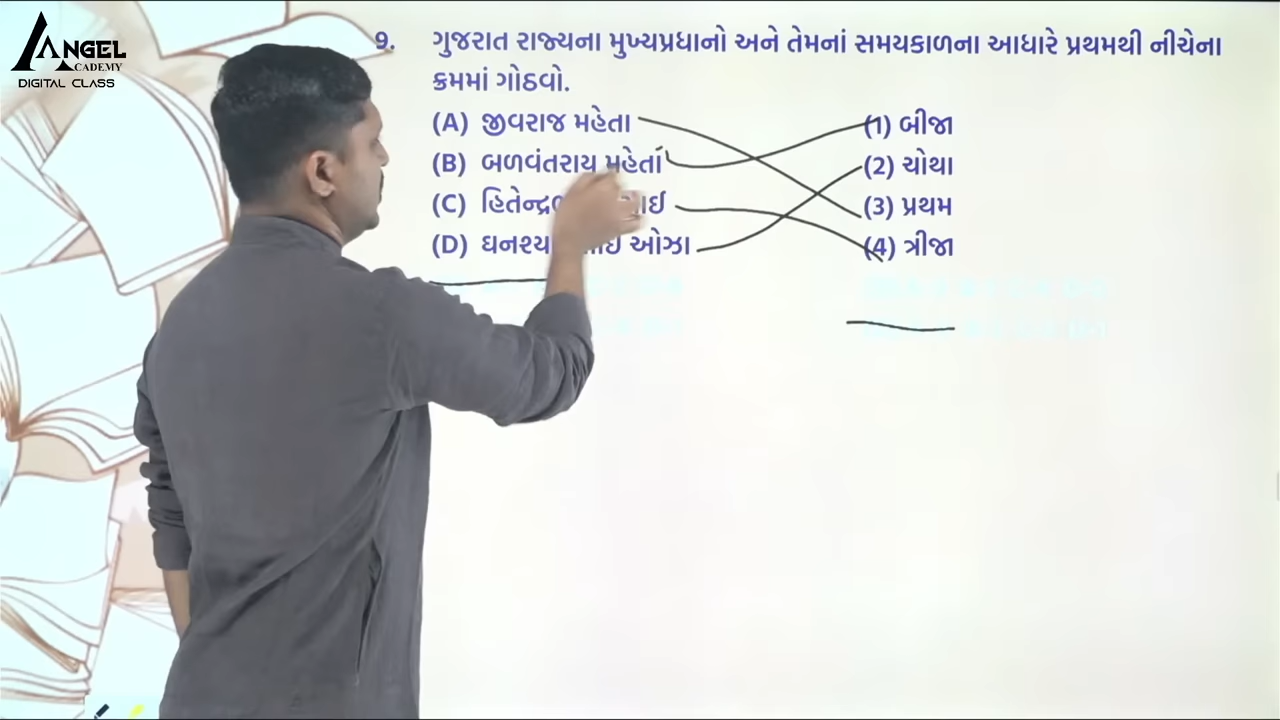 ANGEL
ACADEMY
DIGITAL CLASS
9. ગુજરાત રાજ્યના મુખ્યપ્રધાનો અને તેમનાં સમયકાળના આધારે પ્રથમથી નીચેના
ક્રમમાં ગોઠવો.
(A) જીવરાજ મહેતા (1) બીજા
(B) બળવંતરાય મહેતા (2) ચોથા
(C) (3) પ્રથમ
(D) ઓઝા (4) ત્રીજા